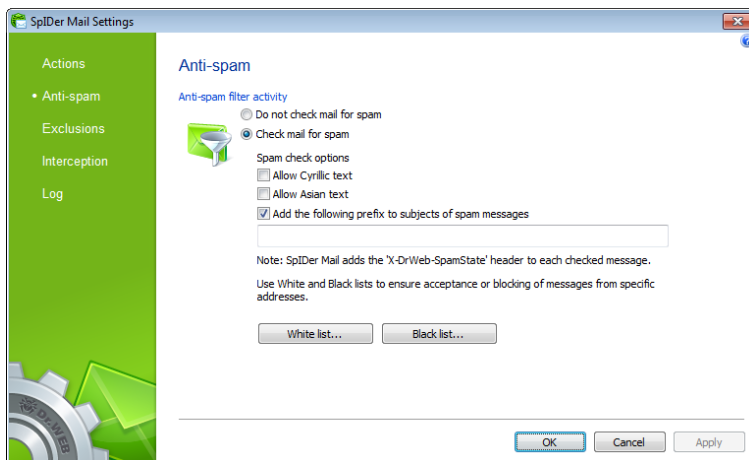 SpIDer Mail Settings
Actions
• Anti-spam
Exclusions
Interception
Log
Anti-spam
Anti-spam filter activity
Do not check mail for spam
Check mail for spam
Spam check options
Allow Cyrillic text
Allow Asian text
Add the following prefix to subjects of spam messages
Note: SpIDer Mail adds the 'X-DrWeb-SpamState' header to each checked message.
Use White and Black lists to ensure acceptance or blocking of messages from specific
addresses.
White list...
Black list...
Dr.WEB
OK
Cancel
Apply